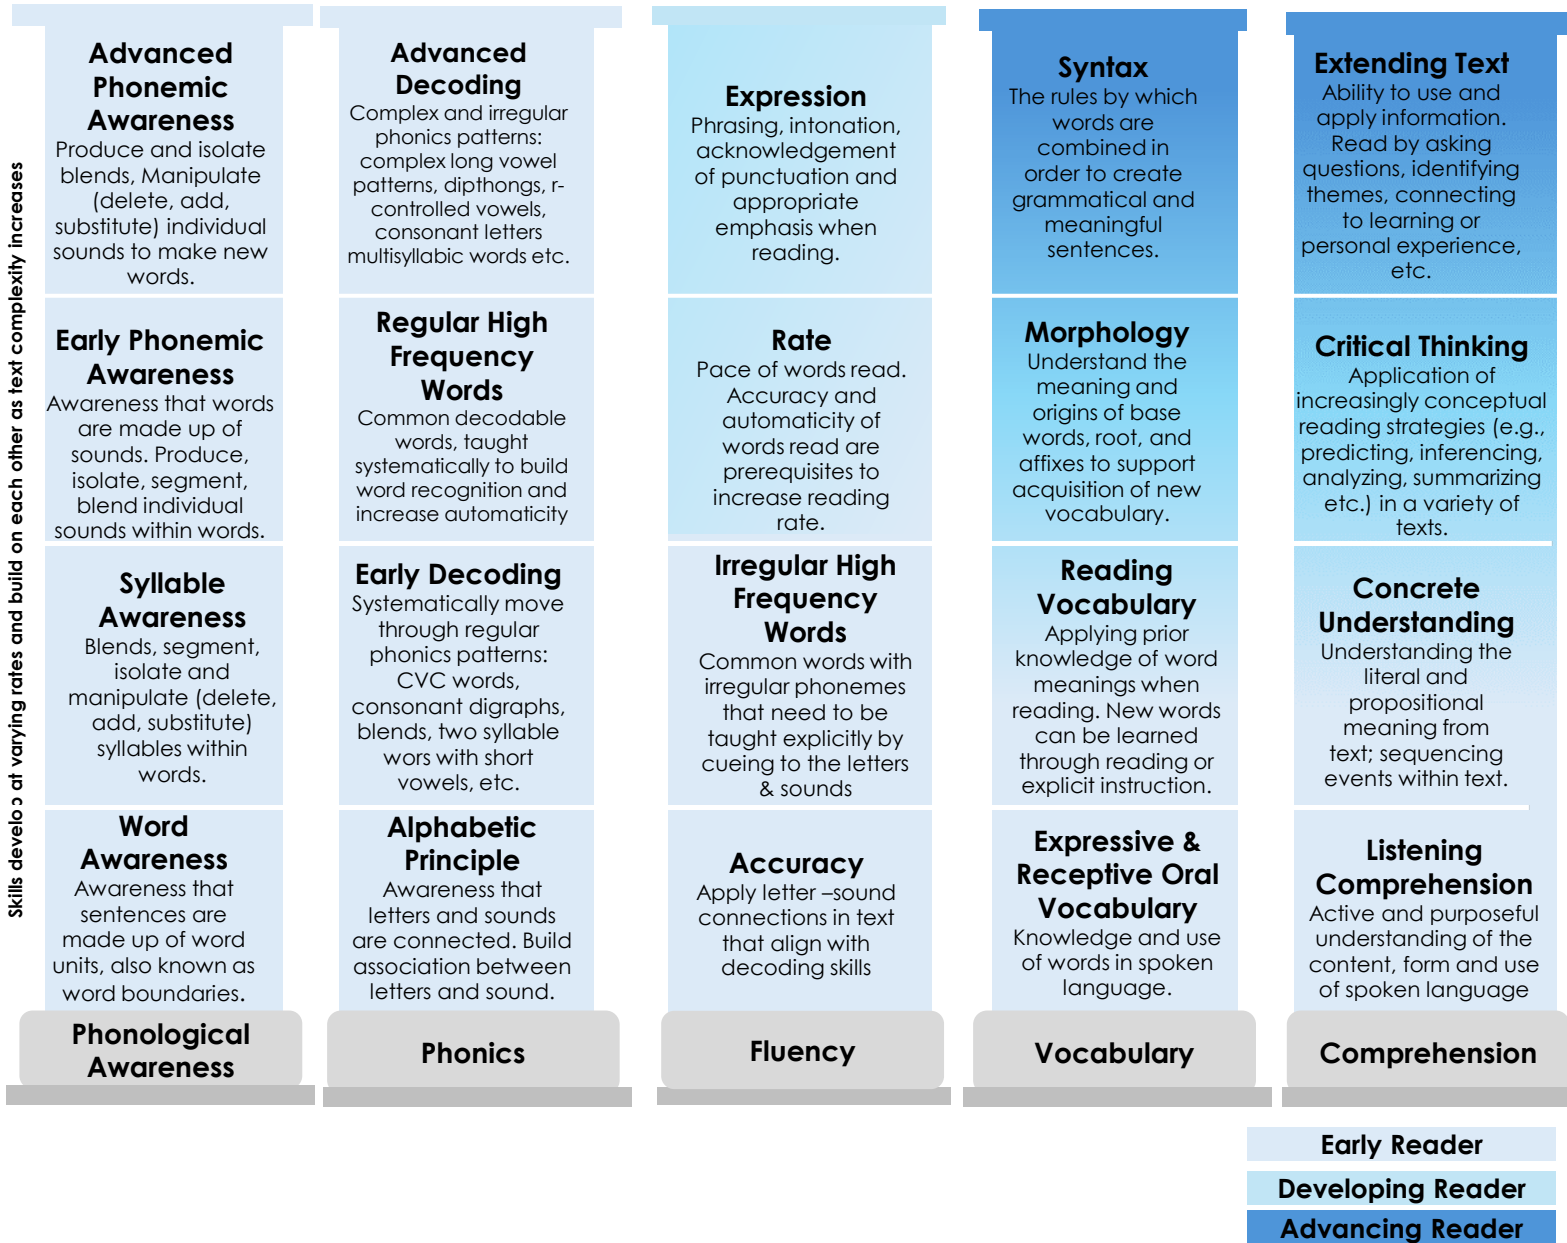 Skills develop at varying rates and build on each other as text complexity increases
Advanced
Phonemic
Awareness
Produce and isolate
blends, Manipulate
(delete, add,
substitute) individual
sounds to make new
words.
Early Phonemic
Awareness
Awareness that words
are made up of
sounds. Produce,
isolate, segment,
blend individual
sounds within words.
Syllable
Awareness
Blends, segment,
isolate and
manipulate (delete,
add, substitute)
syllables within
words.
Word
Awareness
Awareness that
sentences are
made up of word
units, also known as
word boundaries.
Phonological
Awareness
Advanced
Decoding
Complex and irregular
phonics patterns:
complex long vowel
patterns, dipthongs, r-
controlled vowels,
consonant letters
multisyllabic words etc.
Regular High
Frequency
Words
Common decodable
words, taught
systematically to build
word recognition and
increase automaticity
Early Decoding
Systematically move
through regular
phonics patterns:
CVC words,
consonant digraphs,
blends, two syllable
wors with short
vowels, etc.
Alphabetic
Principle
Awareness that
letters and sounds
are connected. Build
association between
letters and sound.
Phonics
Expression
Phrasing, intonation,
acknowledgement
of punctuation and
appropriate
emphasis when
reading.
Rate
Pace of words read.
Accuracy and
automaticity of
words read are
prerequisites to
increase reading
rate.
Irregular High
Frequency
Words
Common words with
irregular phonemes
that need to be
taught explicitly by
cueing to the letters
& sounds
Accuracy
Apply letter –sound
connections in text
that align with
decoding skills
Fluency
Syntax
The rules by which
words are
combined in
order to create
grammatical and
meaningful
sentences.
Morphology
Understand the
meaning and
origins of base
words, root, and
affixes to support
acquisition of new
vocabulary.
Reading
Vocabulary
Applying prior
knowledge of word
meanings when
reading. New words
can be learned
through reading or
explicit instruction.
Expressive &
Receptive Oral
Vocabulary
Knowledge and use
of words in spoken
language.
Vocabulary
Extending Text
Ability to use and
apply information.
Read by asking
questions, identifying
themes, connecting
to learning or
personal experience,
etc.
Critical Thinking
Application of
increasingly conceptual
reading strategies (e.g.,
predicting, inferencing,
analyzing, summarizing
etc.) in a variety of
texts.
Concrete
Understanding
Understanding the
literal and
propositional
meaning from
text; sequencing
events within text.
Listening
Comprehension
Active and purposeful
understanding of the
content, form and use
of spoken language
Comprehension
Early Reader
Developing Reader
Advancing Reader